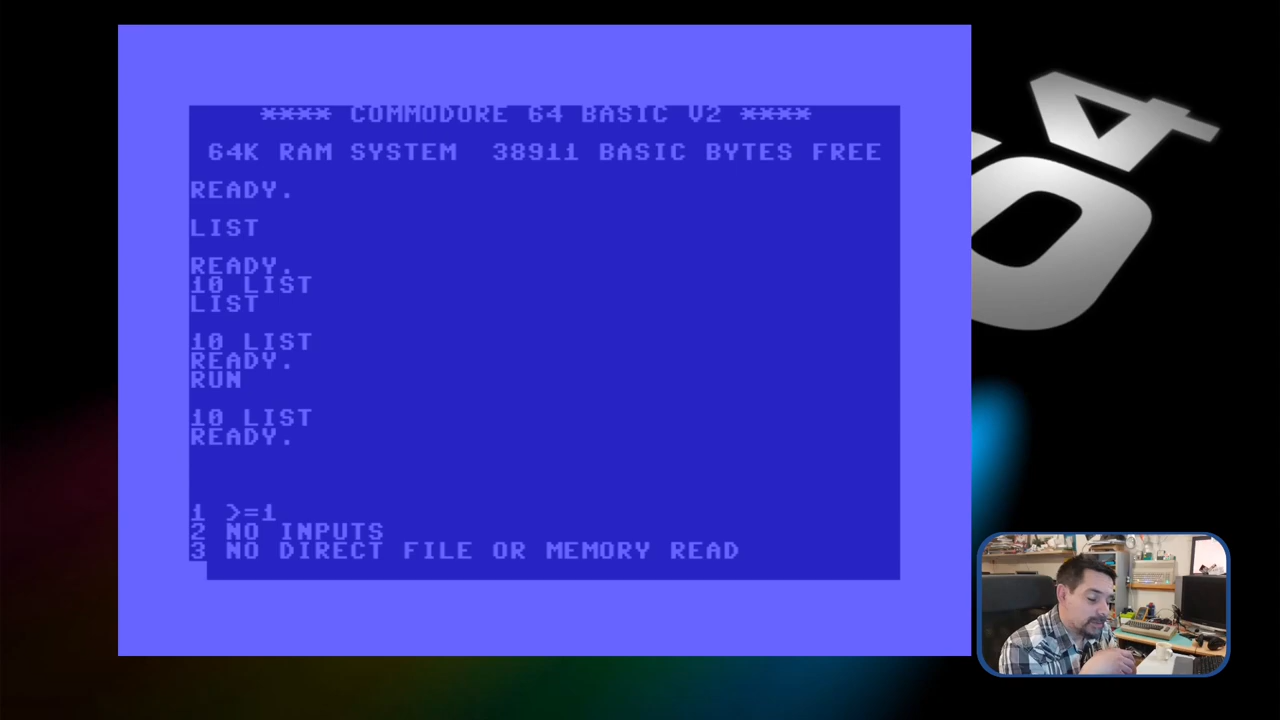 **** COMMODORE 64 BASIC V2 ****
64K RAM SYSTEM  38911 BASIC BYTES FREE
READY.
LIST
READY.
10 LIST
LIST
10 LIST
READY.
RUN
10 LIST
READY.
1 >=1
2 NO INPUTS
3 NO DIRECT FILE OR MEMORY READ
04